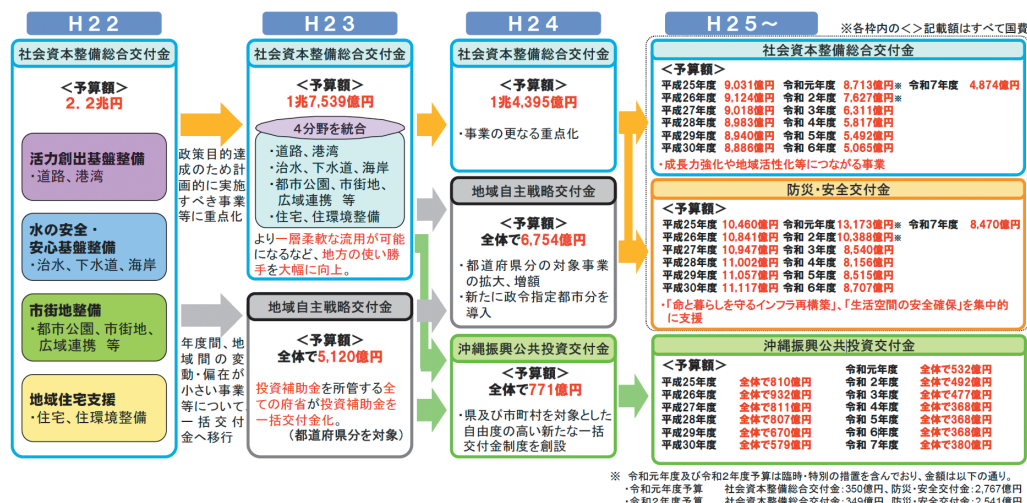 H22
H23
H24
H25～
※各枠内の<>記載額はすべて国費
社会資本整備総合交付金
＜予算額＞
2．2兆円
活力創出基盤整備
・道路、港湾
水の安全・
安心基盤整備
・治水、下水道、海岸
市街地整備
・都市公園、市街地、
広域連携 等
地域住宅支援
・住宅、住環境整備
政策目的達
成のため計
画的に実施
すべき事業
等に重点化
年度間、地
域間の変
動・偏在が
小さい事業
等について、
一括交付
金へ移行
社会資本整備総合交付金
＜予算額＞
1兆7,539億円
4分野を統合
・道路、港湾
・治水、下水道、海岸
・都市公園、市街地、
広域連携 等
・住宅、住環境整備
より一層柔軟な流用が可能
になるなど、地方の使い勝
手を大幅に向上。
地域自主戦略交付金
＜予算額＞
全体で5,120億円
投資補助金を所管する全
ての府省が投資補助金を
一括交付金化。
（都道府県分を対象）
社会資本整備総合交付金
＜予算額＞
1兆4,395億円
・事業の更なる重点化
地域自主戦略交付金
＜予算額＞
全体で6,754億円
・都道府県分の対象事業
の拡大、増額
・新たに政令指定都市分を
導入
沖縄振興公共投資交付金
＜予算額＞
全体で771億円
・県及び市町村を対象とした
自由度の高い新たな一括
交付金制度を創設
社会資本整備総合交付金
＜予算額＞
平成25年度 9,031億円 令和元年度 8,713億円※ 令和7年度 4,874億円
平成26年度 9,124億円 令和 2年度 7,627億円※
平成27年度 9,018億円 令和 3年度 6,311億円
平成28年度 8,983億円 令和 4年度 5,817億円
平成29年度 8,940億円 令和 5年度 5,492億円
平成30年度 8,886億円 令和 6年度 5,065億円
・成長力強化や地域活性化等につながる事業
防災・安全交付金
＜予算額＞
平成25年度 10,460億円 令和元年度 13,173億円※ 令和7年度 8,470億円
平成26年度 10,841億円 令和 2年度 10,388億円※
平成27年度 10,947億円 令和 3年度 8,540億円
平成28年度 11,002億円 令和 4年度 8,156億円
平成29年度 11,057億円 令和 5年度 8,515億円
平成30年度 11,117億円 令和 6年度 8,707億円
・「命と暮らしを守るインフラ再構築」、「生活空間の安全確保」を集中的
に支援
沖縄振興公共投資交付金
＜予算額＞
令和元年度 全体で532億円
平成25年度 全体で810億円 令和 2年度 全体で492億円
平成26年度 全体で932億円 令和 3年度 全体で477億円
平成27年度 全体で811億円 令和 4年度 全体で368億円
平成28年度 全体で807億円 令和 5年度 全体で368億円
平成29年度 全体で670億円 令和 6年度 全体で368億円
平成30年度 全体で579億円 令和 7年度 全体で380億円
※ 令和元年度及び令和2年度予算は臨時・特別の措置を含んでおり、金額は以下の通り。
・令和元年度予算 社会資本整備総合交付金:350億円、防災・安全交付金:2,767億円
・令和2年度予算 社会資本整備総合交付金:349億円、防災・安全交付金:2,541億円